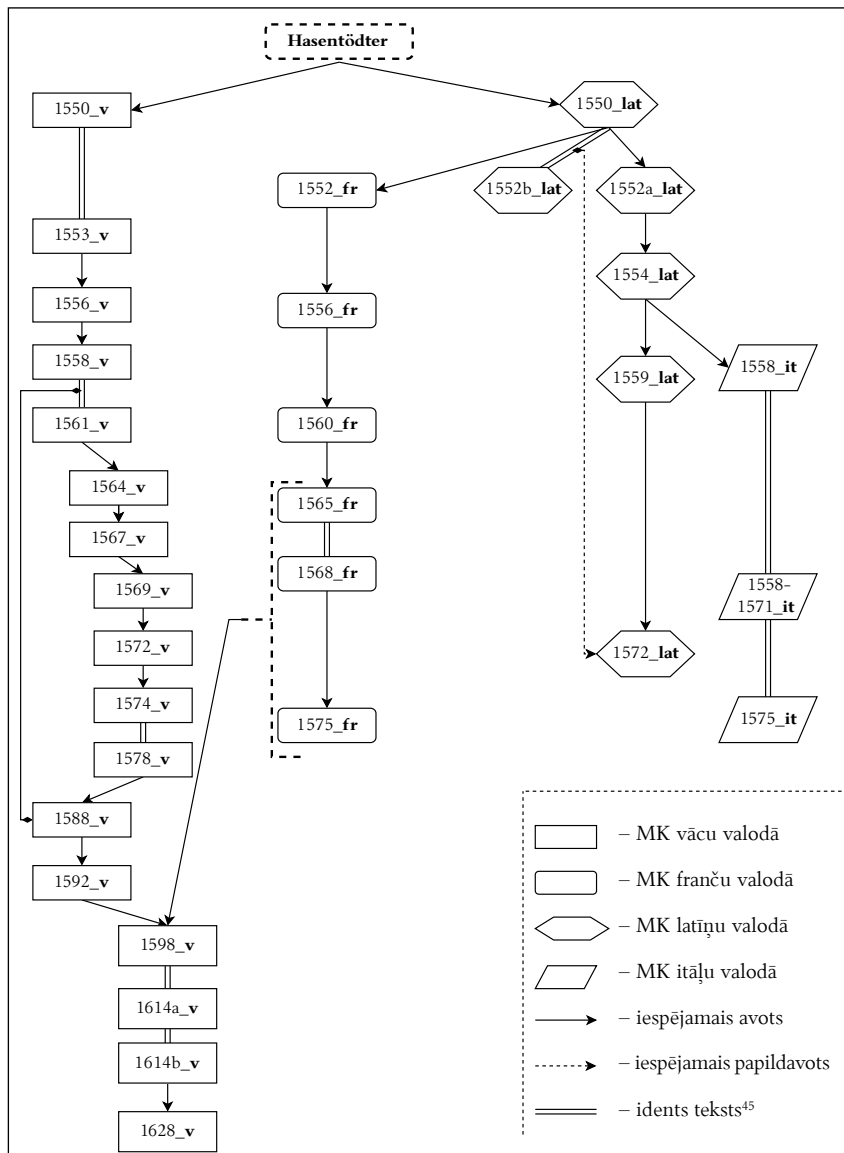 Hasentödter
1550_v
1550_lat
1552_fr
1552b_lat
1552a_lat
1553_v
1554_lat
1556_v
1556_fr
1558_v
1559_lat
1558_it
1561_v
1560_fr
1564_v
1565_fr
1567_v
1568_fr
1569_v
1558–
1571_it
1572_v
1572_lat
1574_v
1575_fr
1575_it
1578_v
1588_v
1592_v
1598_v
1614a_v
1614b_v
1628_v
– MK vācu valodā
– MK franču valodā
– MK latīņu valodā
– MK itāļu valodā
– iespējamais avots
– iespējamais papildavots
– idents teksts⁴⁵